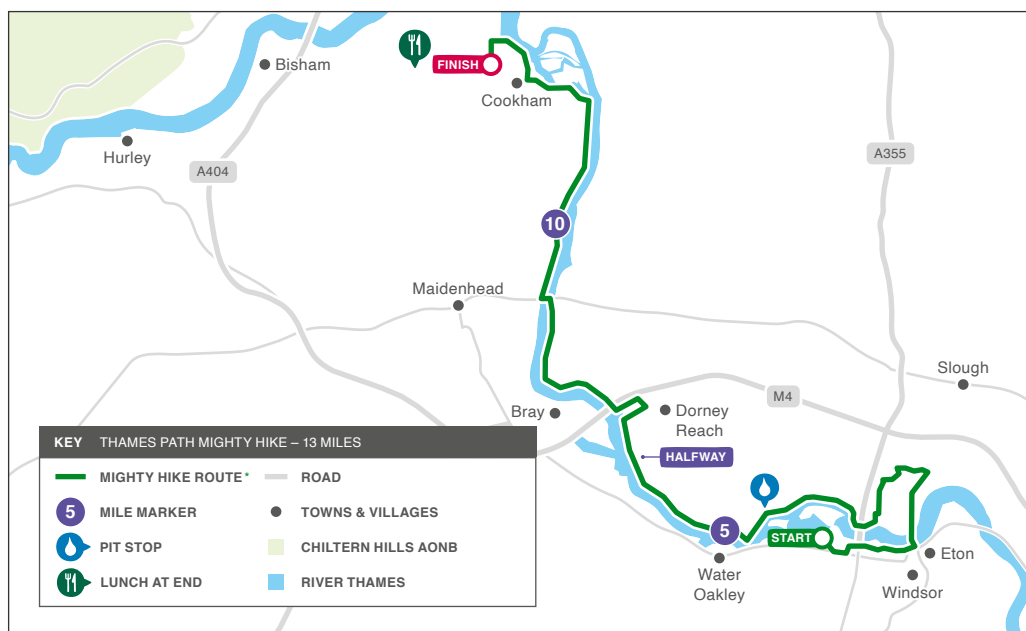 Bisham
FINISH
Cookham
Hurley
A404
A355
10
Maidenhead
Slough
M4
Bray
Dorney
Reach
HALFWAY
5
START
Water
Oakley
Eton
Windsor
KEY THAMES PATH MIGHTY HIKE – 13 MILES
MIGHTY HIKE ROUTE* ROAD
5 MILE MARKER TOWNS & VILLAGES
PIT STOP CHILTERN HILLS AONB
LUNCH AT END RIVER THAMES